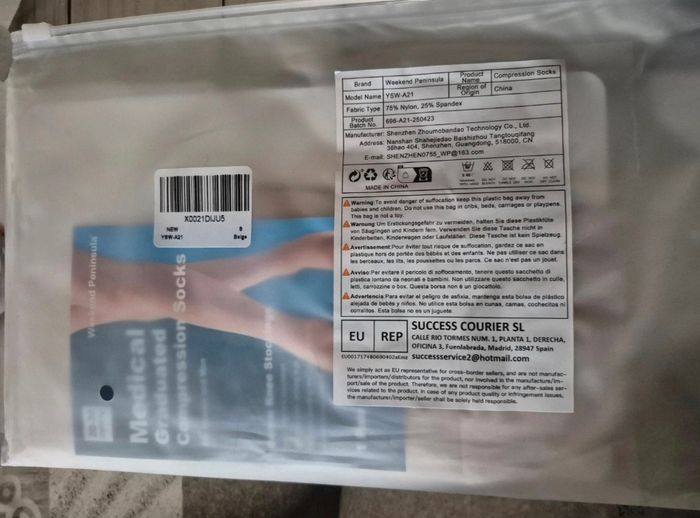 Brand Weekend Peninsula Product Name Compression Socks
Model Name YSW-A21 Region of Origin China
Fabric Type 75% Nylon, 25% Spandex
Product Batch No. 698-A21-250423
Manufacturer: Shenzhen Zhoumobandao Technology Co., Ltd.
Address: Nanshan Shahejiedao Baishizhou Tangtouqifang
36hao 404, Shenzhen, Guangdong, 518000, CN
E-mail: SHENZHEN0755_WP@163.com
MADE IN CHINA
Warning: To avoid danger of suffocation keep this plastic bag away from
babies and children. Do not use this bag in cribs, beds, carriages or playpens.
This bag is not a toy.
Warnung: Um Erstickungsgefahr zu vermeiden, halten Sie diese Plastiktüte
von Säuglingen und Kindern fern. Verwenden Sie diese Tasche nicht in
Kinderbetten, Kinderwagen oder Laufställen. Diese Tasche ist kein Spielzeug.
Avertissement: Pour éviter tout risque de suffocation, gardez ce sac en
plastique hors de portée des bébés et des enfants. Ne pas utiliser ce sac dans
les berceaux, les lits, les poussettes ou les parcs. Ce sac n'est pas un jouet.
Avviso: Per evitare il pericolo di soffocamento, tenere questo sacchetto di
plastica lontano da neonati e bambini. Non utilizzare questo sacchetto in culle,
letti, carrozzine o box. Questa borsa non è un giocattolo.
Advertencia: Para evitar el peligro de asfixia, mantenga esta bolsa de plástico
alejada de bebés y niños. No utilice esta bolsa en cunas, camas, cochecitos ni
corralitos. Esta bolsa no es un juguete.
EU REP SUCCESS COURIER SL
CALLE RIO TORMES NUM. 1, PLANTA 1, DERECHA,
OFICINA 3, Fuenlabrada, Madrid, 28947 Spain
successservice2@hotmail.com
We simply act as EU representative for cross-border sellers, and are not manufac-
turers/importers/distributors for the product, nor involved in the manufacture/im-
port/sale of the product. Therefore, we are not responsible for any after-sales ser-
vices related to the product. In case of any product quality or infringement issues,
the manufacturer/importer/seller shall be solely held responsible.
X0021DIJU5
NEW
YSW-A21
Beige
Weekend Peninsula
Medical
Graduated
Compression Socks